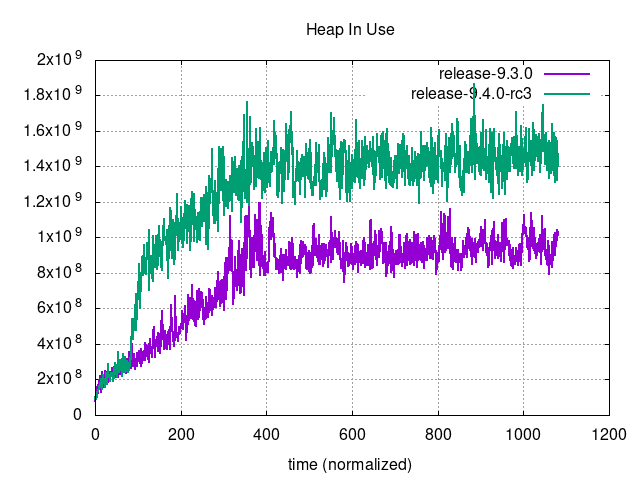 Heap In Use
2x10^9
1.8x10^9
1.6x10^9
1.4x10^9
1.2x10^9
1x10^9
8x10^8
6x10^8
4x10^8
2x10^8
0
release-9.3.0
release-9.4.0-rc3
0 200 400 600 800 1000 1200
time (normalized)